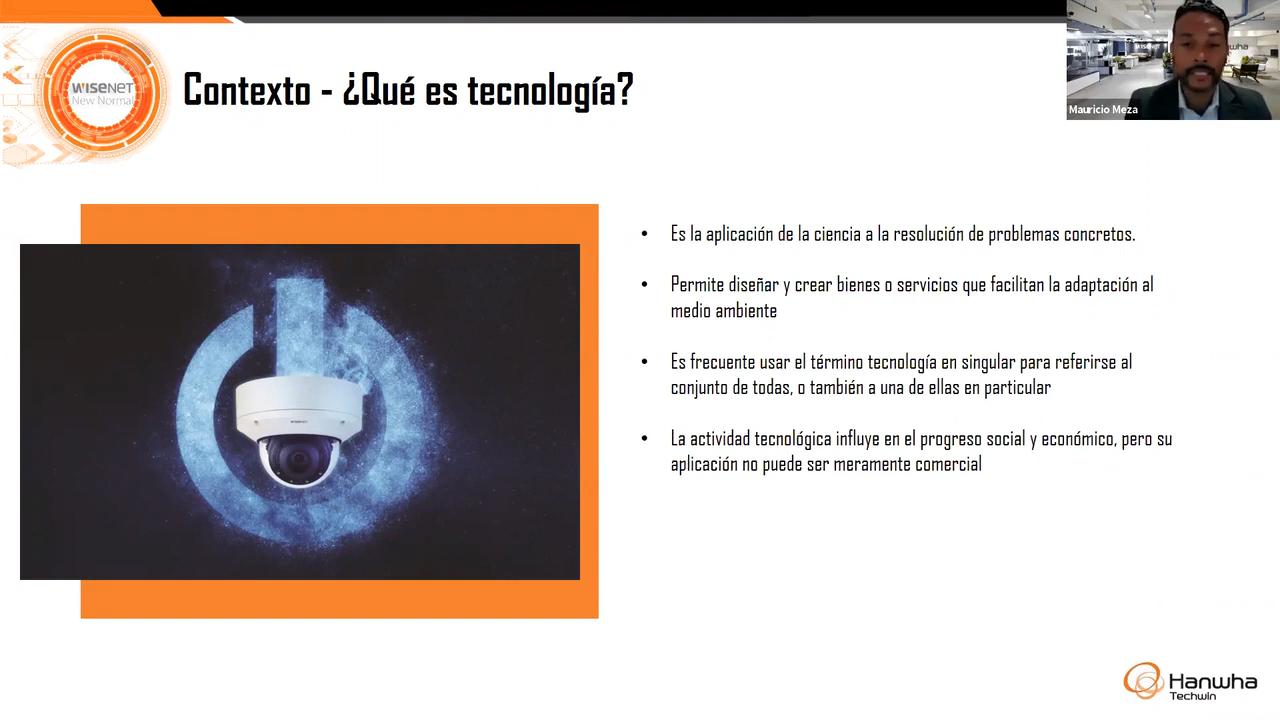 WISENET
New Normal
Contexto - ¿Qué es tecnología?
Mauricio Meza
• Es la aplicación de la ciencia a la resolución de problemas concretos.
• Permite diseñar y crear bienes o servicios que facilitan la adaptación al
medio ambiente
• Es frecuente usar el término tecnología en singular para referirse al
conjunto de todas, o también a una de ellas en particular
• La actividad tecnológica influye en el progreso social y económico, pero su
aplicación no puede ser meramente comercial
WISENET
Hanwha
Techwin